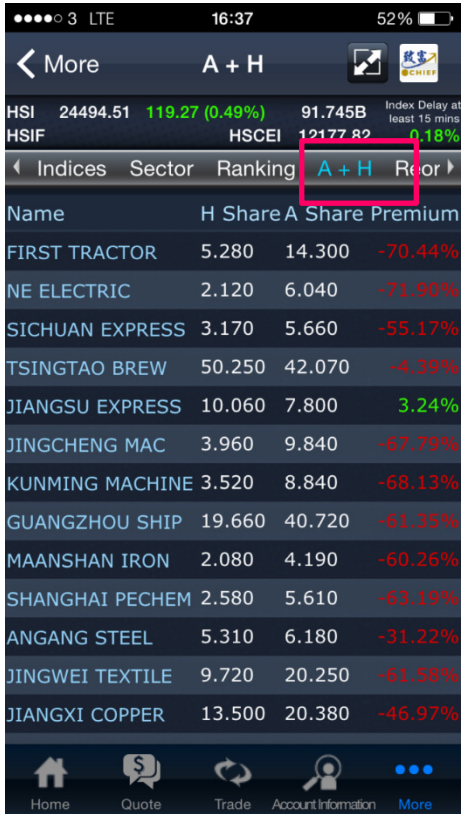 3 LTE 16:37 52%
More A + H 致富 CHIEF
HSI 24494.51 119.27 (0.49%) 91.745B Index Delay at least 15 mins
HSIF HSCEI 12177.82 0.18%
Indices Sector Ranking A + H Reor
Name H Share A Share Premium
FIRST TRACTOR 5.280 14.300 -70.44%
NE ELECTRIC 2.120 6.040 -71.90%
SICHUAN EXPRESS 3.170 5.660 -55.17%
TSINGTAO BREW 50.250 42.070 -4.39%
JIANGSU EXPRESS 10.060 7.800 3.24%
JINGCHENG MAC 3.960 9.840 -67.79%
KUNMING MACHINE 3.520 8.840 -68.13%
GUANGZHOU SHIP 19.660 40.720 -61.35%
MAANSHAN IRON 2.080 4.190 -60.26%
SHANGHAI PECHEM 2.580 5.610 -63.19%
ANGANG STEEL 5.310 6.180 -31.22%
JINGWEI TEXTILE 9.720 20.250 -61.58%
JIANGXI COPPER 13.500 20.380 -46.97%
Home Quote Trade Account Information More